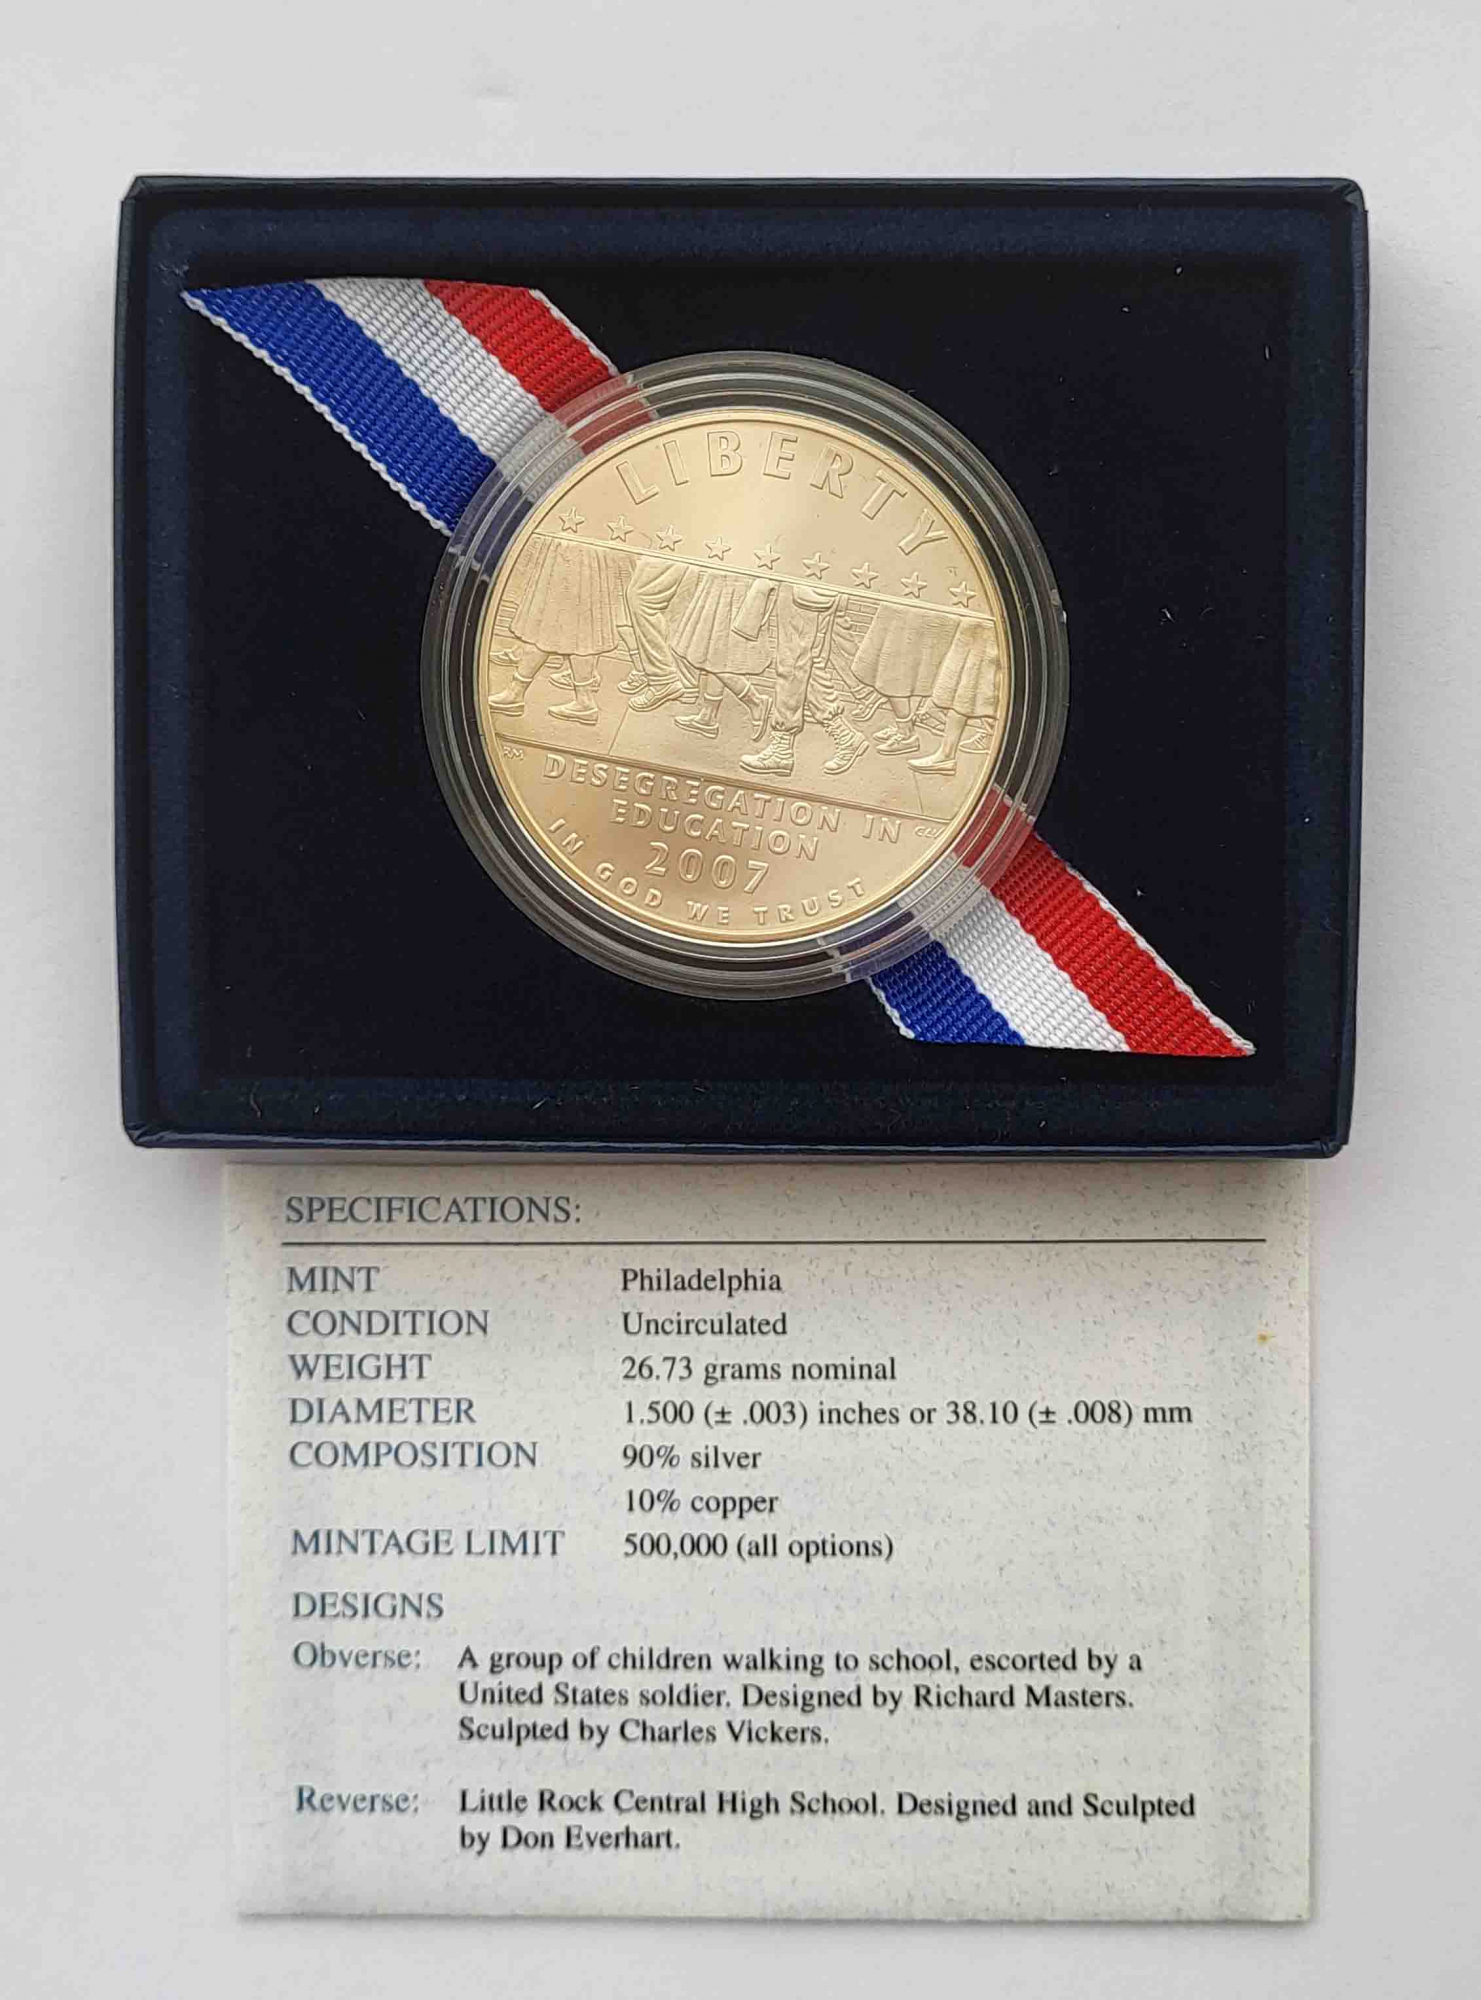 LIBERTY
RM
DESEGREGATION IN
EDUCATION
2007
IN GOD WE TRUST
SPECIFICATIONS:
MINT Philadelphia
CONDITION Uncirculated
WEIGHT 26.73 grams nominal
DIAMETER 1.500 (± .003) inches or 38.10 (± .008) mm
COMPOSITION 90% silver
10% copper
MINTAGE LIMIT 500,000 (all options)
DESIGNS
Obverse: A group of children walking to school, escorted by a
United States soldier. Designed by Richard Masters.
Sculpted by Charles Vickers.
Reverse: Little Rock Central High School. Designed and Sculpted
by Don Everhart.